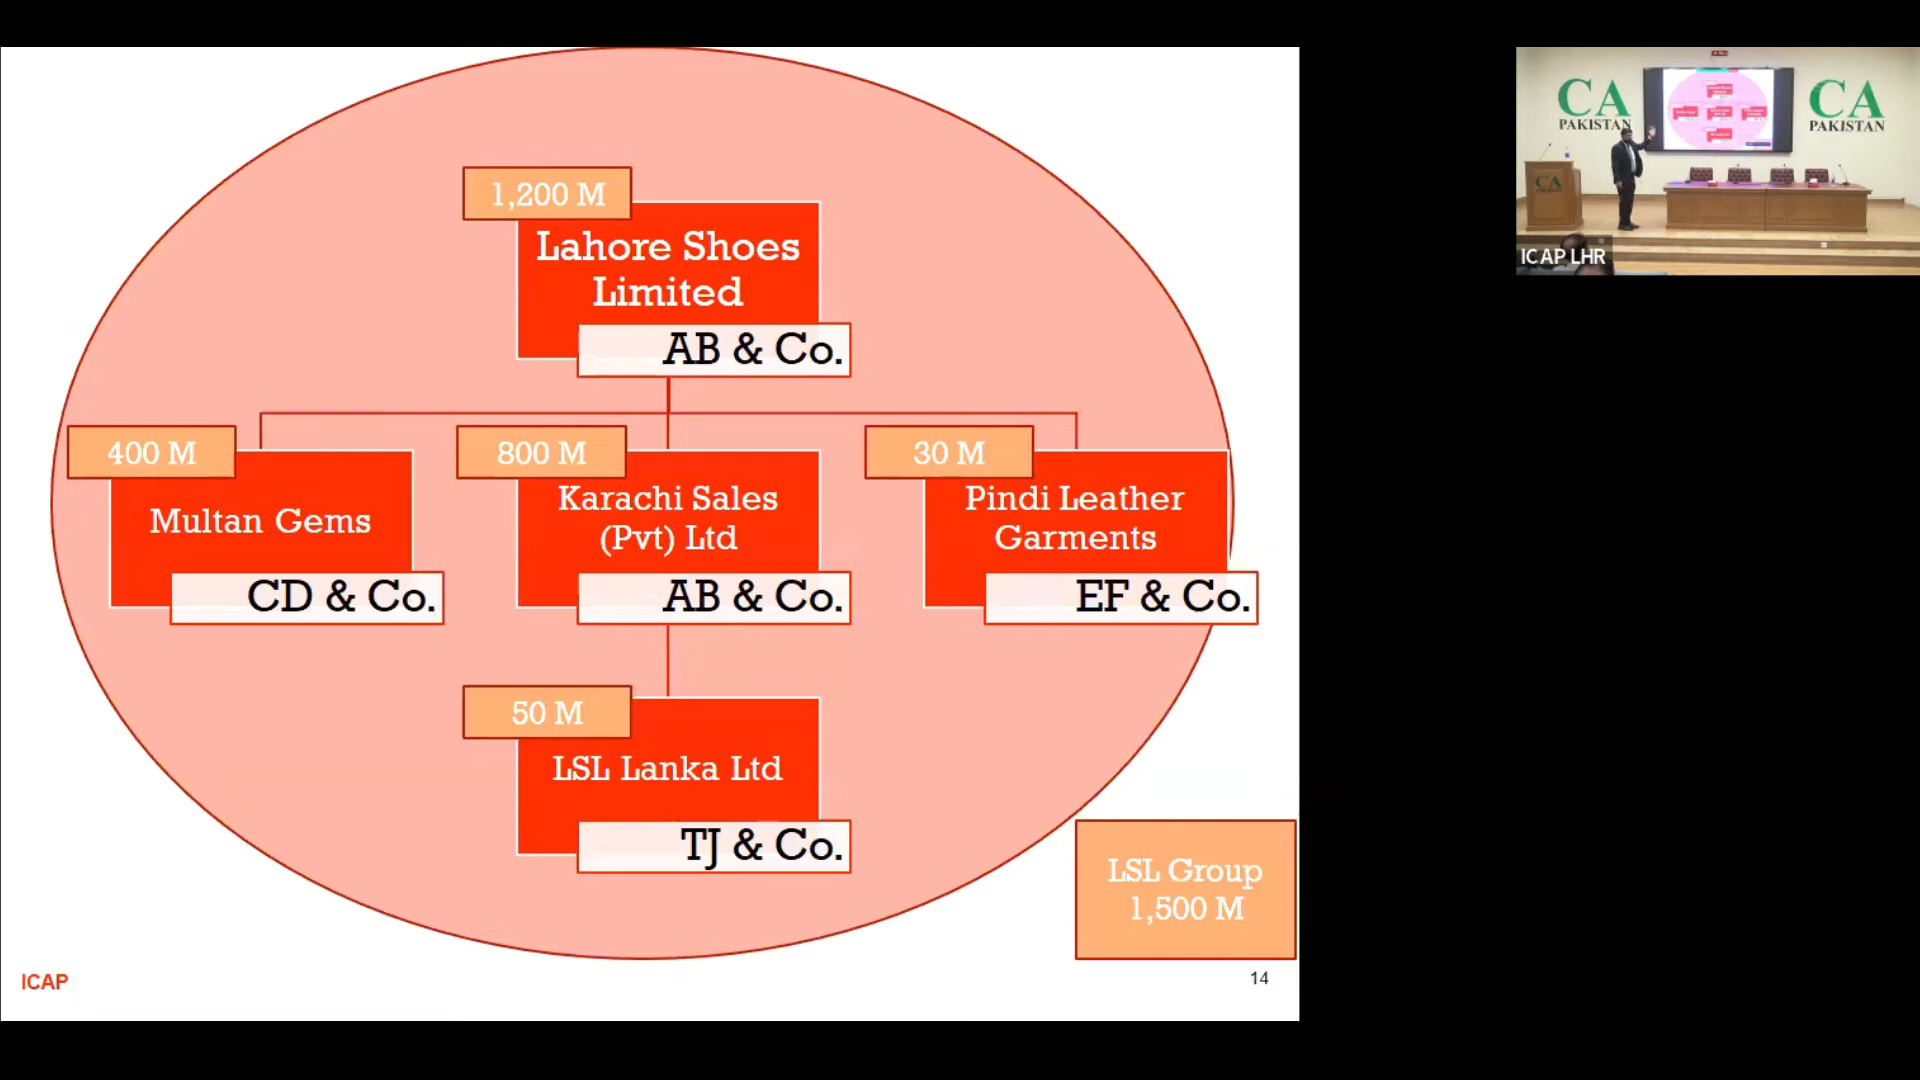 1,200 M
Lahore Shoes
Limited
AB & Co.
400 M
Multan Gems
CD & Co.
800 M
Karachi Sales
(Pvt) Ltd
AB & Co.
30 M
Pindi Leather
Garments
EF & Co.
50 M
LSL Lanka Ltd
TJ & Co.
LSL Group
1,500 M
ICAP
14
CA
PAKISTAN
CA
PAKISTAN
CA
ICAP LHR